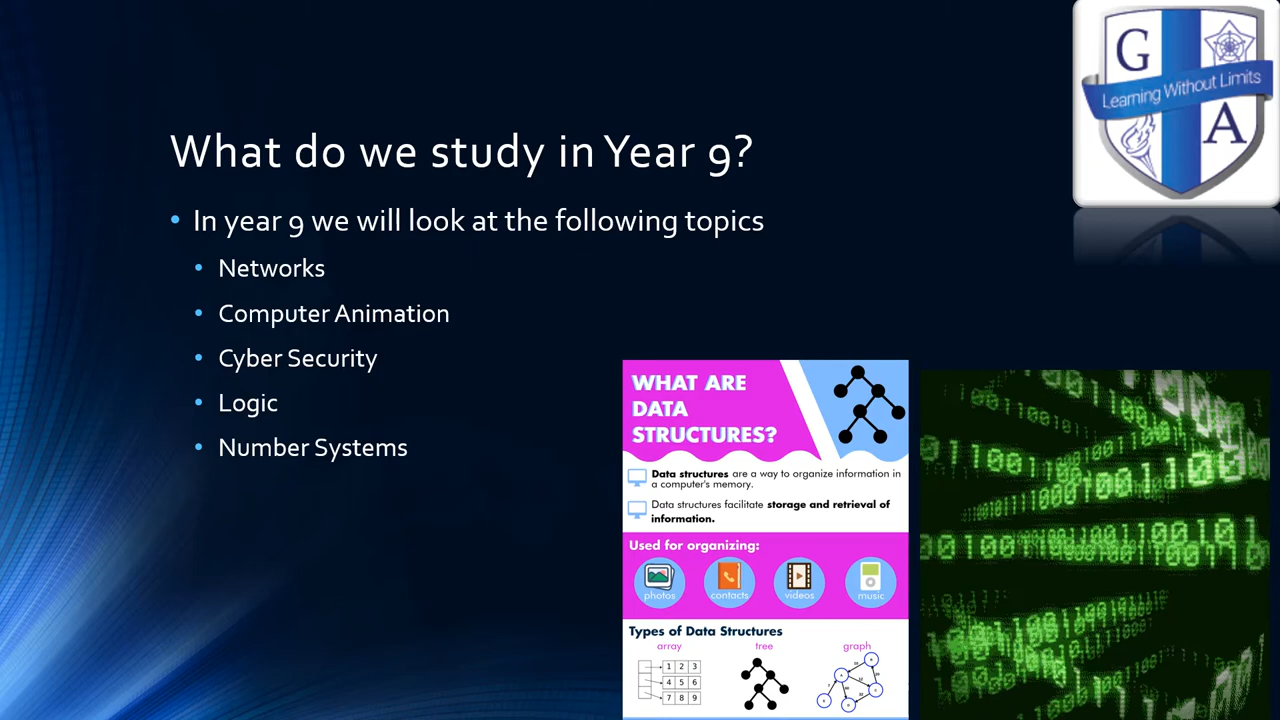 G
A
Learning Without Limits
What do we study in Year 9?
• In year 9 we will look at the following topics
• Networks
• Computer Animation
• Cyber Security
• Logic
• Number Systems
WHAT ARE
DATA
STRUCTURES?
Data structures are a way to organize information in
a computer's memory.
Data structures facilitate storage and retrieval of
information.
Used for organizing:
photos contacts videos music
Types of Data Structures
array tree graph
1 2 3
4 5 6
7 8 9